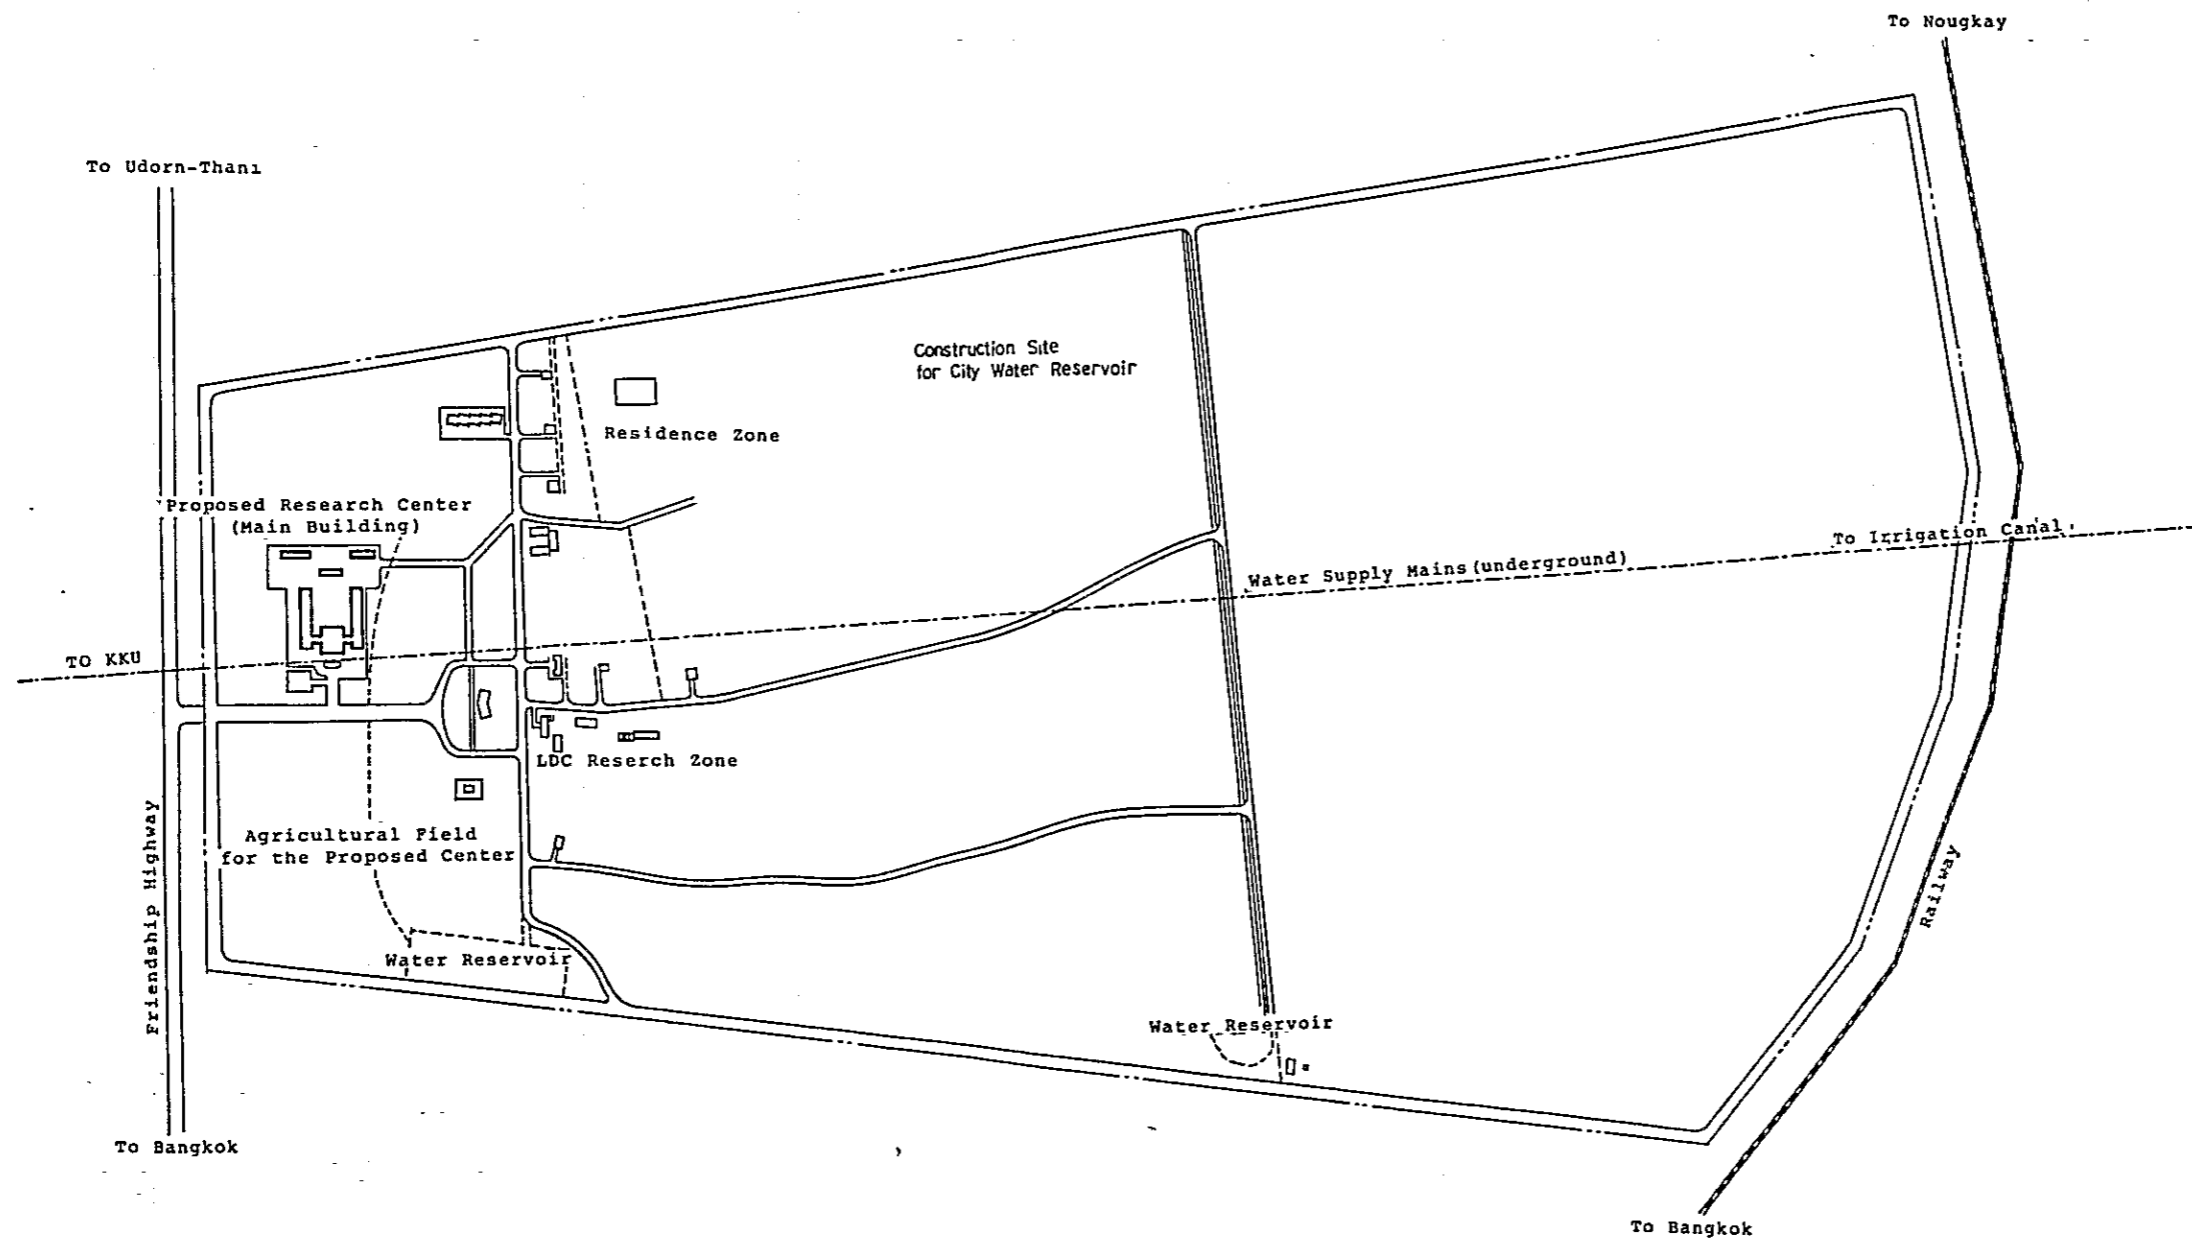 To Nougkay
To Udorn-Thani
Construction Site
for City Water Reservoir
Residence Zone
Proposed Research Center
(Main Building)
To Irrigation Canal
Water Supply Mains(underground)
TO KKU
LDC Reserch Zone
Agricultural Field
for the Proposed Center
Friendship Highway
Railway
Water Reservoir
Water Reservoir
To Bangkok
To Bangkok